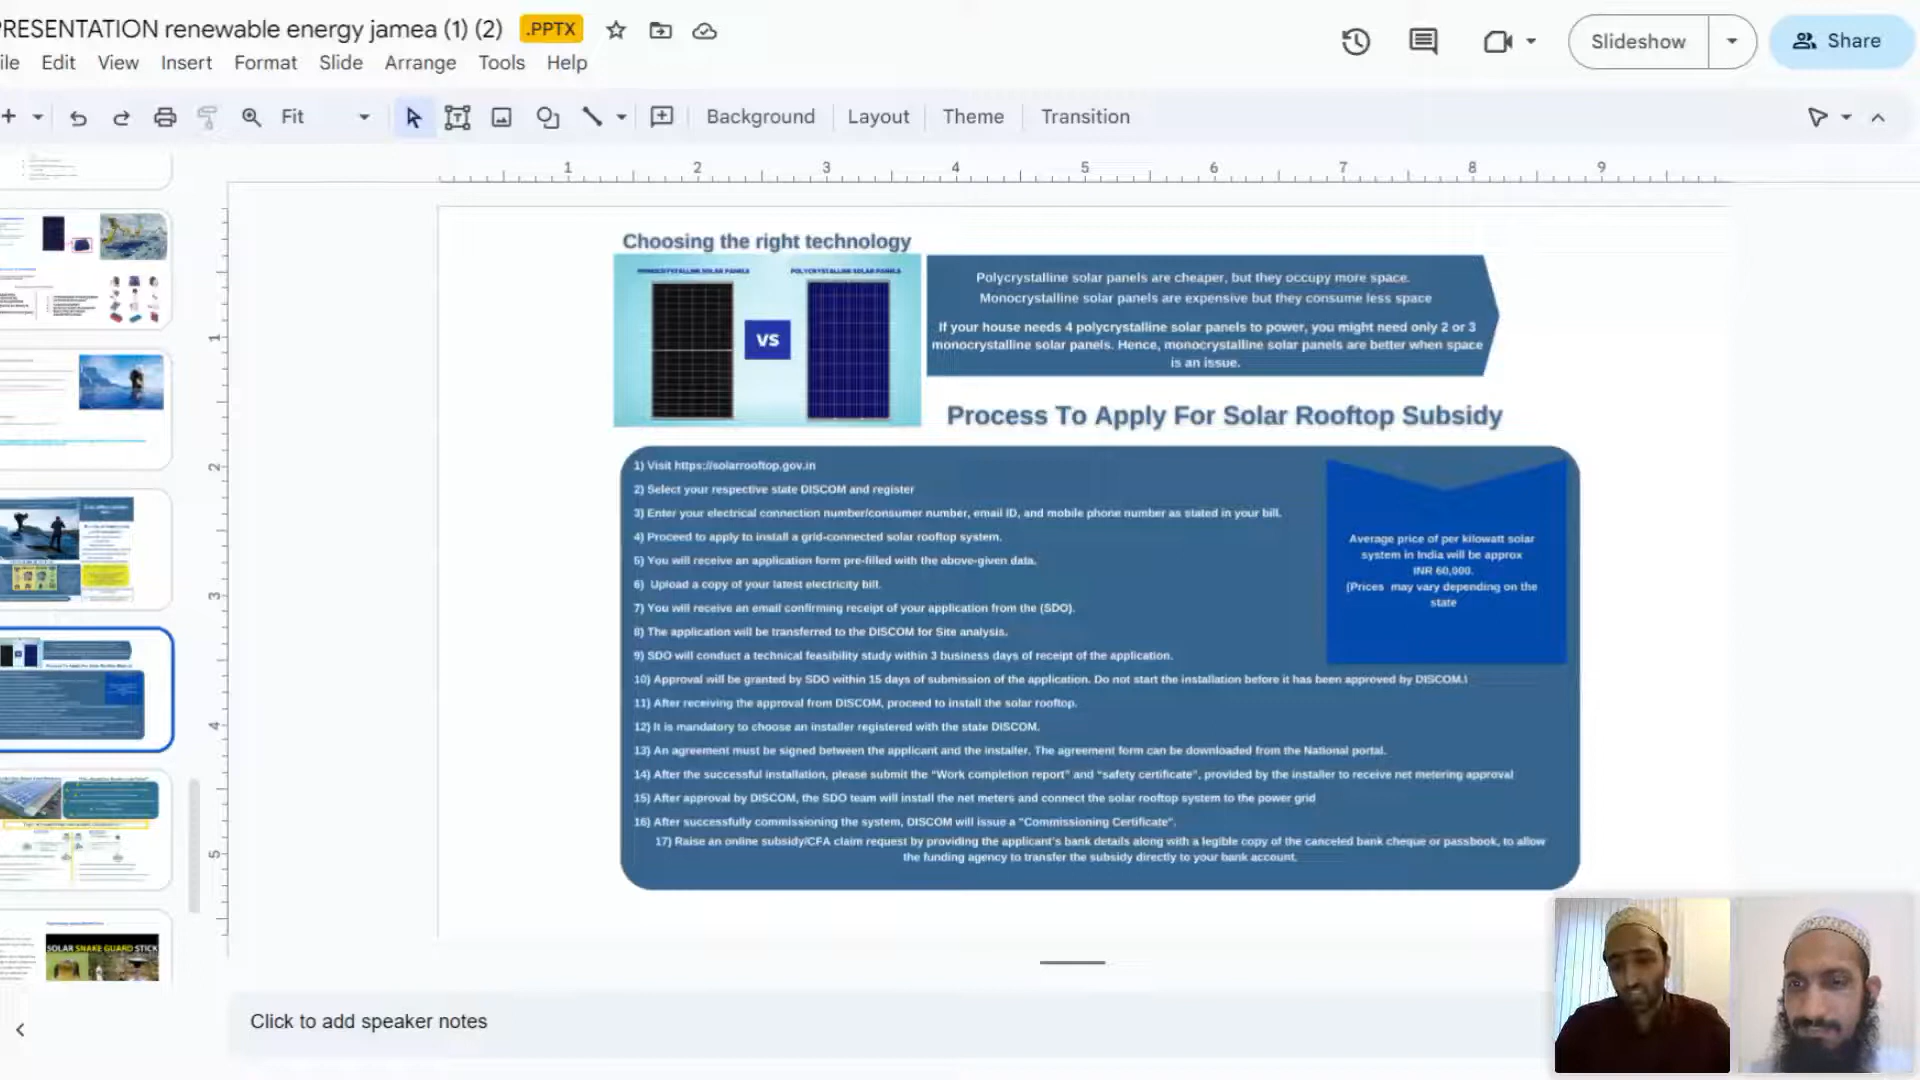 PRESENTATION renewable energy jamea (1) (2) .PPTX
Edit View Insert Format Slide Arrange Tools Help
Slideshow
Share
Fit
Background Layout Theme Transition
1 2 3 4 5 6 7 8 9
Choosing the right technology
MONOCRYSTALLINE SOLAR PANELS
POLYCRYSTALLINE SOLAR PANELS
VS
Polycrystalline solar panels are cheaper, but they occupy more space.
Monocrystalline solar panels are expensive but they consume less space
If your house needs 4 polycrystalline solar panels to power, you might need only 2 or 3
monocrystalline solar panels. Hence, monocrystalline solar panels are better when space
is an issue.
Process To Apply For Solar Rooftop Subsidy
1) Visit https://solarrooftop.gov.in
2) Select your respective state DISCOM and register
3) Enter your electrical connection number/consumer number, email ID, and mobile phone number as stated in your bill.
4) Proceed to apply to install a grid-connected solar rooftop system.
5) You will receive an application form pre-filled with the above-given data.
6) Upload a copy of your latest electricity bill.
7) You will receive an email confirming receipt of your application from the (SDO).
8) The application will be transferred to the DISCOM for Site analysis.
9) SDO will conduct a technical feasibility study within 3 business days of receipt of the application.
10) Approval will be granted by SDO within 15 days of submission of the application. Do not start the installation before it has been approved by DISCOM.\
11) After receiving the approval from DISCOM, proceed to install the solar rooftop.
12) It is mandatory to choose an installer registered with the state DISCOM.
13) An agreement must be signed between the applicant and the installer. The agreement form can be downloaded from the National portal.
14) After the successful installation, please submit the “Work completion report” and “safety certificate”, provided by the installer to receive net metering approval
15) After approval by DISCOM, the SDO team will install the net meters and connect the solar rooftop system to the power grid
16) After successfully commissioning the system, DISCOM will issue a “Commissioning Certificate”.
17) Raise an online subsidy/CFA claim request by providing the applicant’s bank details along with a legible copy of the canceled bank cheque or passbook, to allow
the funding agency to transfer the subsidy directly to your bank account.
Average price of per kilowatt solar
system in India will be approx
INR 60,000.
(Prices may vary depending on the
state
1
2
3
4
5
SOLAR SNAKE GUARD STICK
Click to add speaker notes